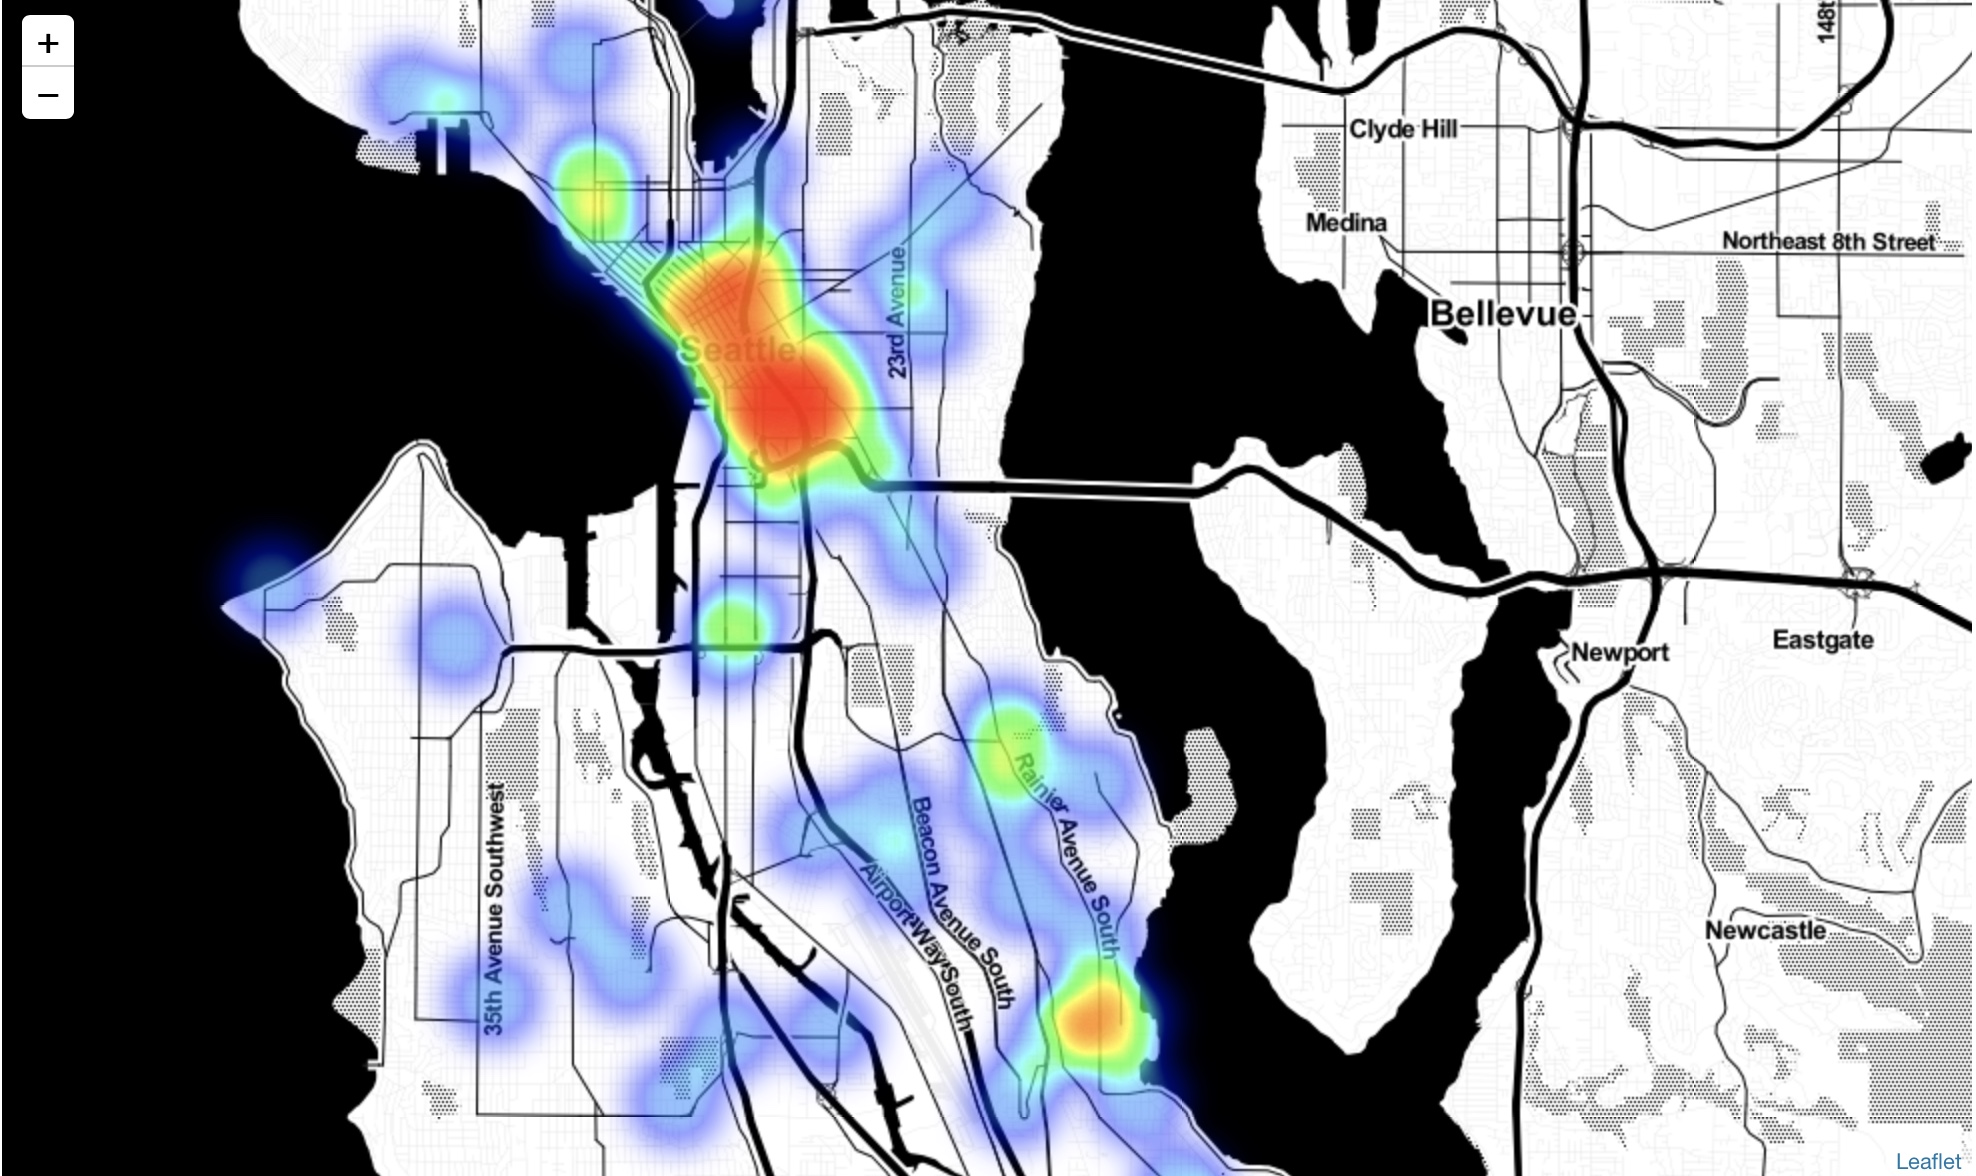 +
−
148t
Clyde Hill
Medina
Northeast 8th Street
23rd Avenue
Bellevue
Seattle
Newport
Eastgate
Rainier Avenue South
Beacon Avenue South
Airport Way South
35th Avenue Southwest
Newcastle
Leaflet